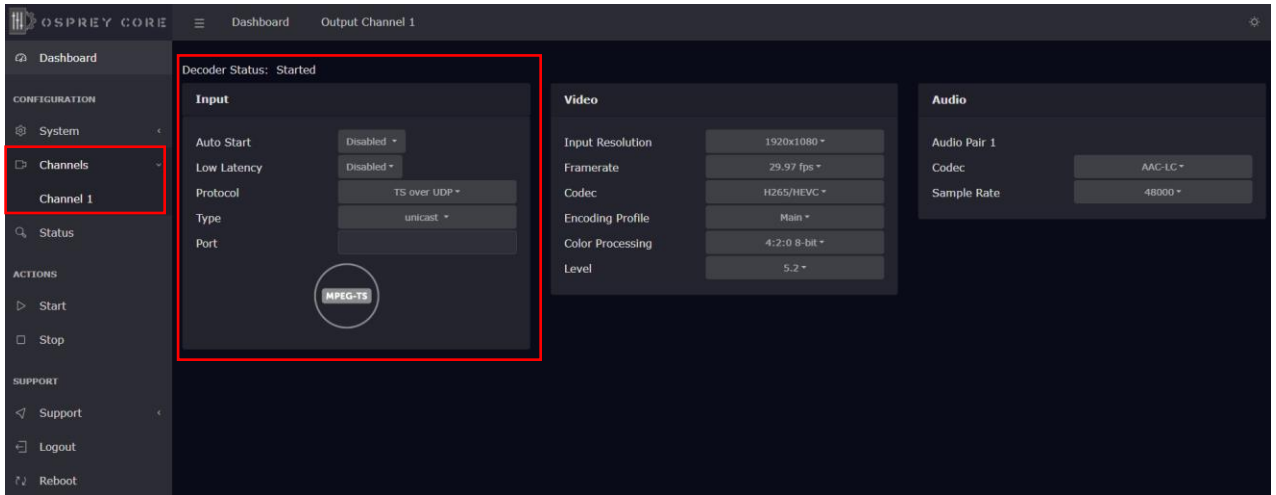 OSPREY CORE
Dashboard Output Channel 1
Dashboard
CONFIGURATION
System
Channels
Channel 1
Status
ACTIONS
Start
Stop
SUPPORT
Support
Logout
Reboot
Decoder Status: Started
Input
Auto Start Disabled
Low Latency Disabled
Protocol TS over UDP
Type unicast
Port
MPEG-TS
Video
Input Resolution 1920x1080
Framerate 29.97 fps
Codec H265/HEVC
Encoding Profile Main
Color Processing 4:2:0 8-bit
Level 5.2
Audio
Audio Pair 1
Codec AAC-LC
Sample Rate 48000